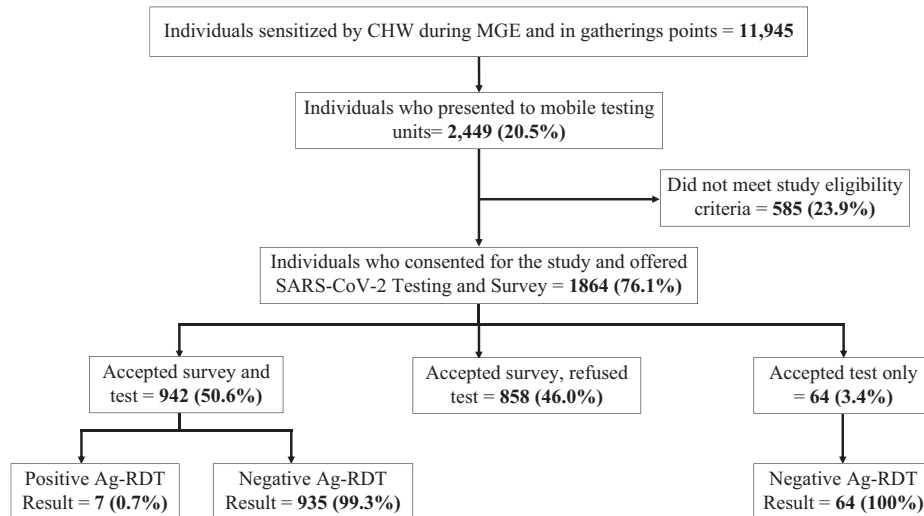 Individuals sensitized by CHW during MGE and in gatherings points = 11,945
Individuals who presented to mobile testing
units= 2,449 (20.5%)
Did not meet study eligibility
criteria = 585 (23.9%)
Individuals who consented for the study and offered
SARS-CoV-2 Testing and Survey = 1864 (76.1%)
Accepted survey and
test = 942 (50.6%)
Accepted survey, refused
test = 858 (46.0%)
Accepted test only
= 64 (3.4%)
Positive Ag-RDT
Result = 7 (0.7%)
Negative Ag-RDT
Result = 935 (99.3%)
Negative Ag-RDT
Result = 64 (100%)